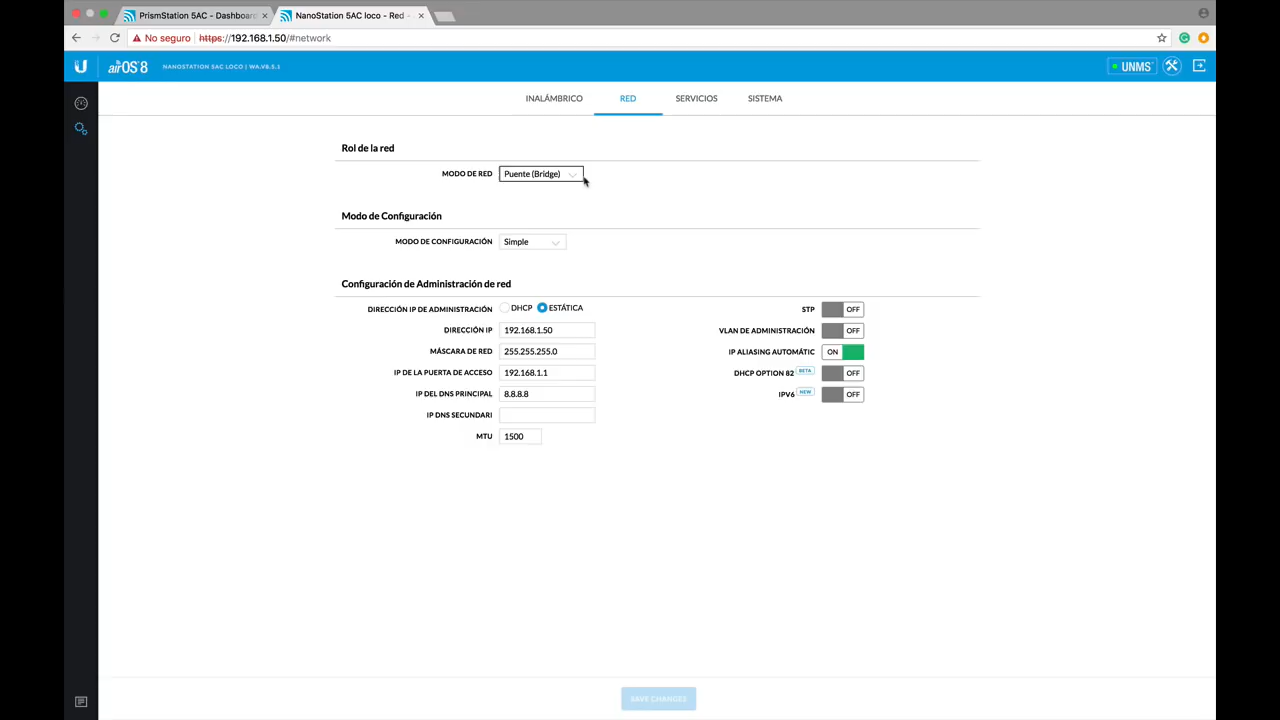 PrismStation 5AC - Dashboar
NanoStation 5AC loco - Red -
No seguro https://192.168.1.50/#network
airOS 8 NANOSTATION 5AC LOCO | WA.V8.5.1 UNMS
INALÁMBRICO RED SERVICIOS SISTEMA
Rol de la red
MODO DE RED Puente (Bridge)
Modo de Configuración
MODO DE CONFIGURACIÓN Simple
Configuración de Administración de red
DIRECCIÓN IP DE ADMINISTRACIÓN DHCP ESTÁTICA STP OFF
DIRECCIÓN IP 192.168.1.50 VLAN DE ADMINISTRACIÓN OFF
MÁSCARA DE RED 255.255.255.0 IP ALIASING AUTOMÁTIC ON
IP DE LA PUERTA DE ACCESO 192.168.1.1 DHCP OPTION 82 BETA OFF
IP DEL DNS PRINCIPAL 8.8.8.8 IPV6 NEW OFF
IP DNS SECUNDARI
MTU 1500
SAVE CHANGES